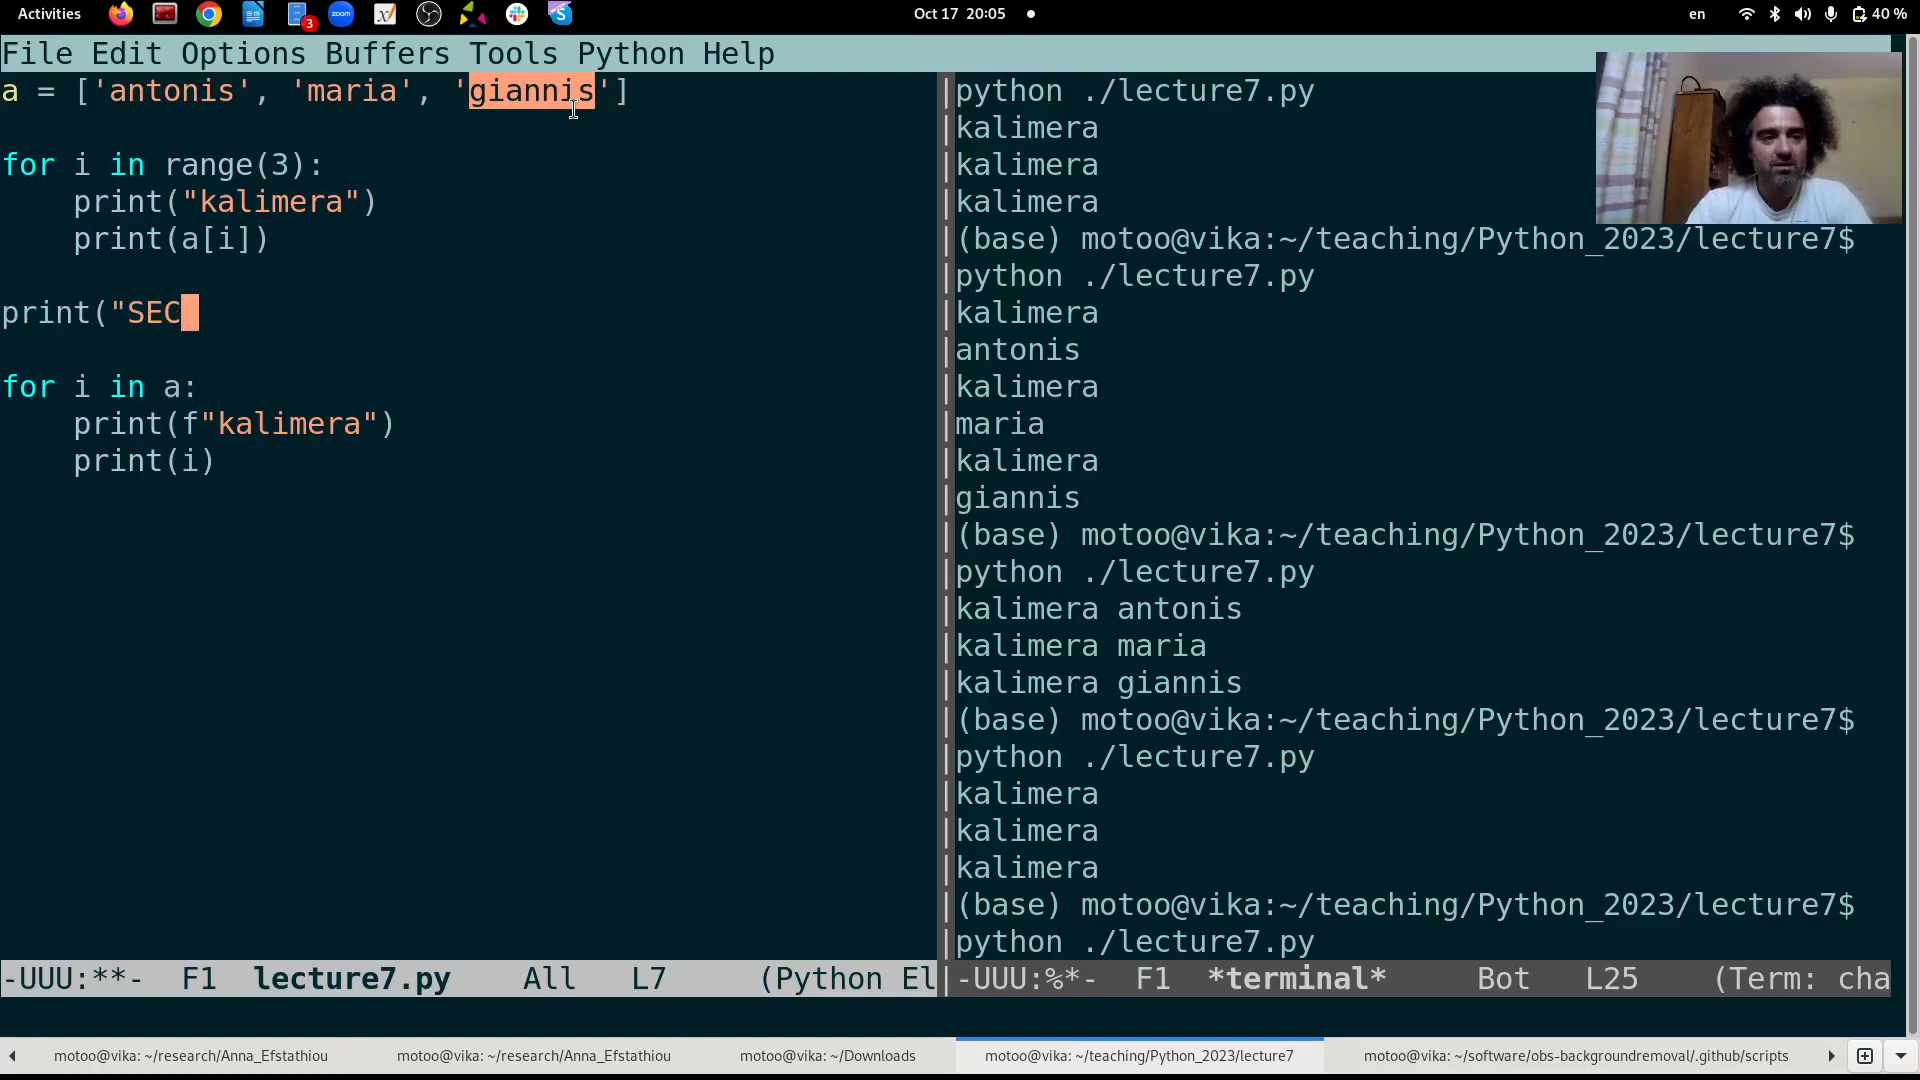 Activities
3
zoom
Oct 17 20:05
en
40 %
File Edit Options Buffers Tools Python Help
a = ['antonis', 'maria', 'giannis']
for i in range(3):
print("kalimera")
print(a[i])
print("SEC
for i in a:
print(f"kalimera")
print(i)
-UUU:**- F1 lecture7.py All L7 (Python El
python ./lecture7.py
kalimera
kalimera
kalimera
(base) motoo@vika:~/teaching/Python_2023/lecture7$
python ./lecture7.py
kalimera
antonis
kalimera
maria
kalimera
giannis
(base) motoo@vika:~/teaching/Python_2023/lecture7$
python ./lecture7.py
kalimera antonis
kalimera maria
kalimera giannis
(base) motoo@vika:~/teaching/Python_2023/lecture7$
python ./lecture7.py
kalimera
kalimera
kalimera
(base) motoo@vika:~/teaching/Python_2023/lecture7$
python ./lecture7.py
-UUU:%*- F1 *terminal* Bot L25 (Term: cha
motoo@vika: ~/research/Anna_Efstathiou
motoo@vika: ~/research/Anna_Efstathiou
motoo@vika: ~/Downloads
motoo@vika: ~/teaching/Python_2023/lecture7
motoo@vika: ~/software/obs-backgroundremoval/.github/scripts